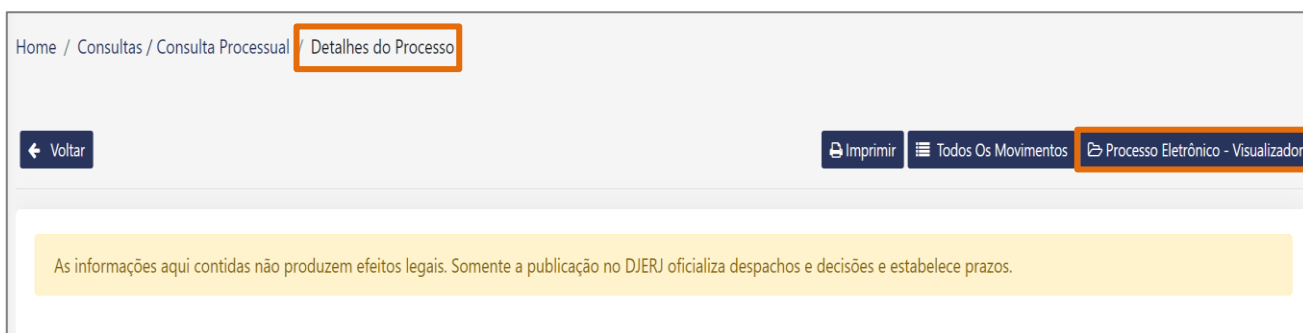 Home / Consultas / Consulta Processual / Detalhes do Processo
Voltar
Imprimir Todos Os Movimentos Processo Eletrônico - Visualizador
As informações aqui contidas não produzem efeitos legais. Somente a publicação no DJERJ oficializa despachos e decisões e estabelece prazos.